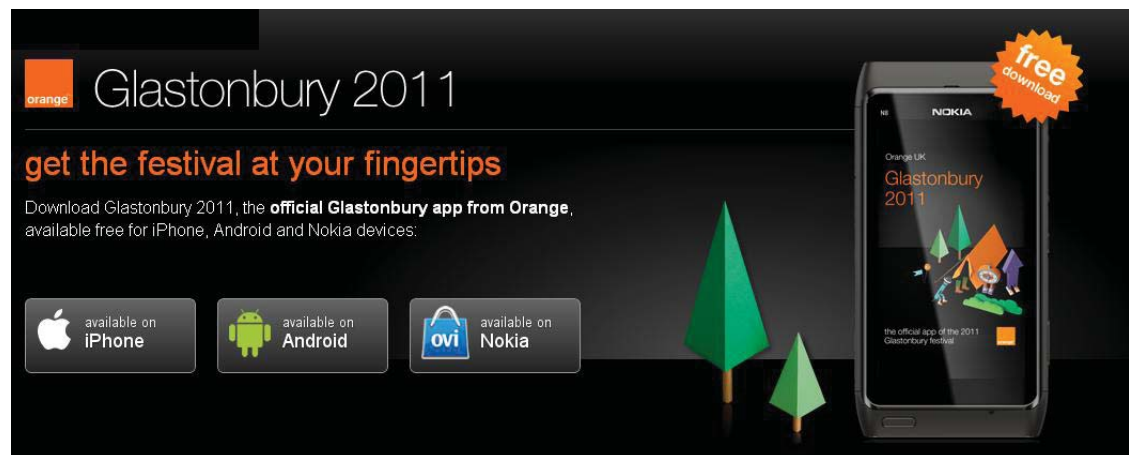 orange
Glastonbury 2011
get the festival at your fingertips
Download Glastonbury 2011, the official Glastonbury app from Orange,
available free for iPhone, Android and Nokia devices:
available on
iPhone
available on
Android
ovi
available on
Nokia
free
download
N8
NOKIA
Orange UK
Glastonbury
2011
the official app of the 2011
Glastonbury festival
orange